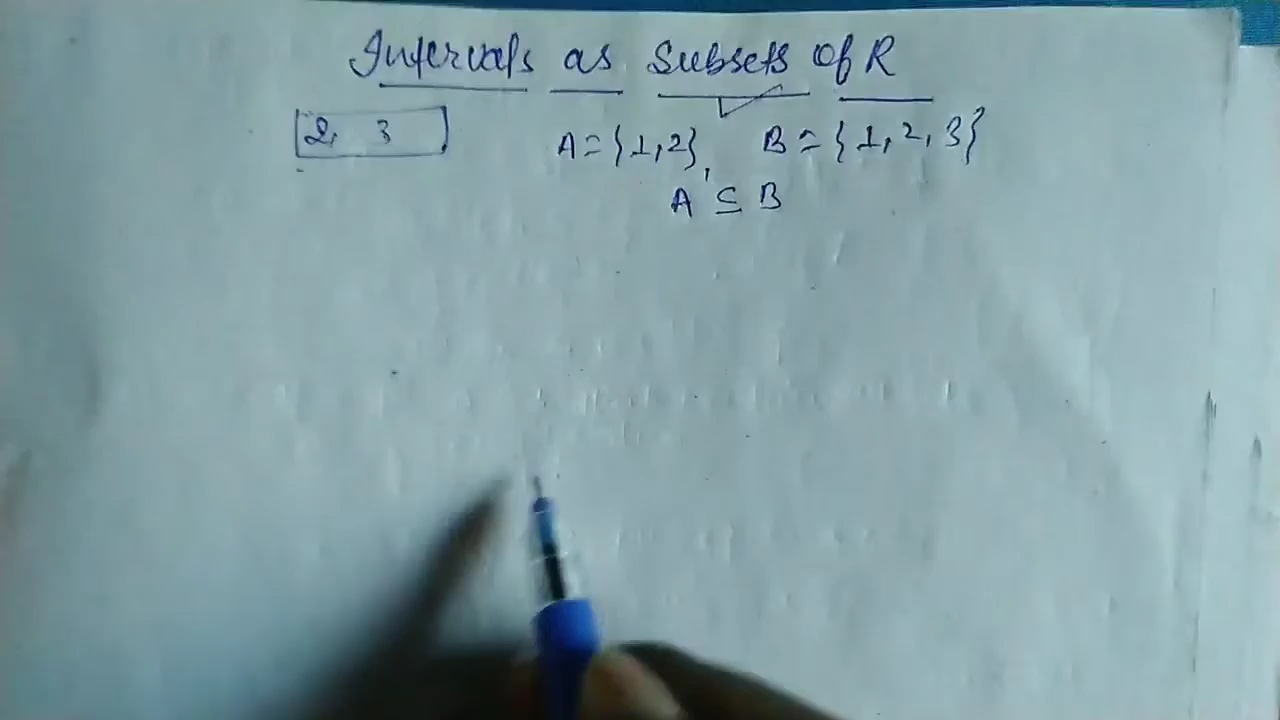 Intervals as Subsets of R
2, 3 A = {1,2}, B = {1,2,3}
A ⊆ B